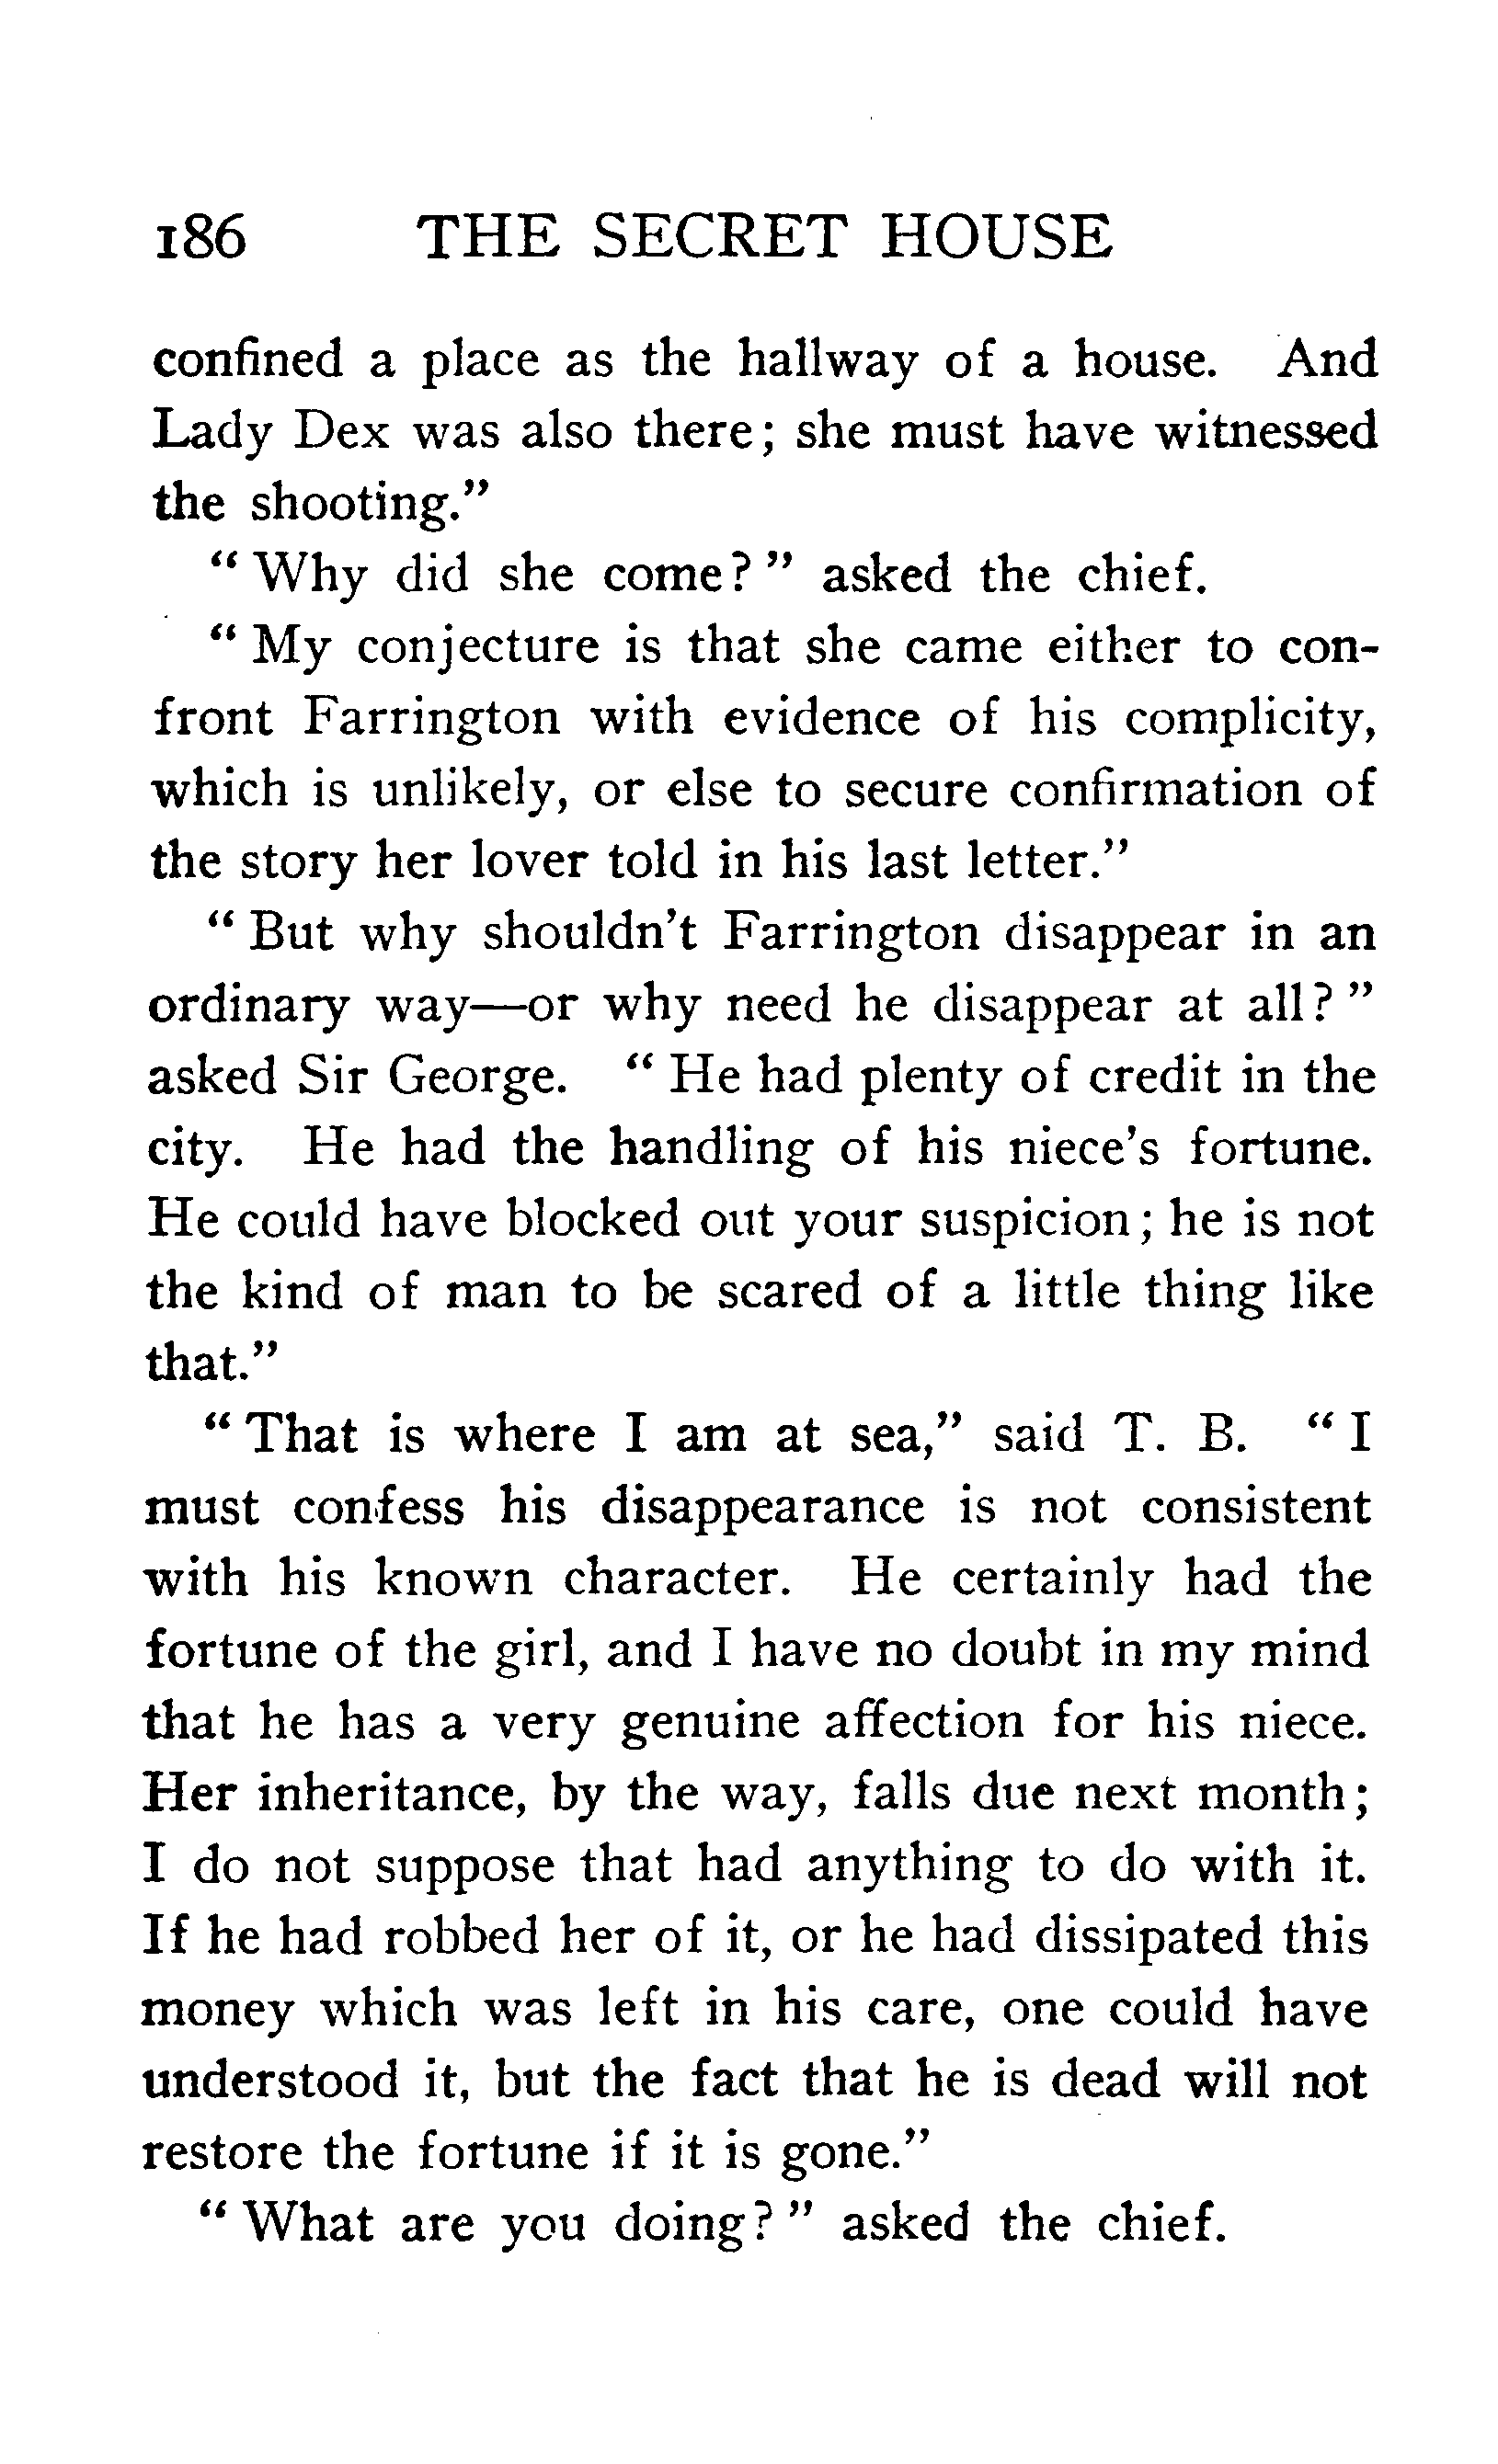 186 THE SECRET HOUSE
confined a place as the hallway of a house. And
Lady Dex was also there; she must have witnessed
the shooting."
"Why did she come?" asked the chief.
"My conjecture is that she came either to con-
front Farrington with evidence of his complicity,
which is unlikely, or else to secure confirmation of
the story her lover told in his last letter."
"But why shouldn't Farrington disappear in an
ordinary way—or why need he disappear at all?"
asked Sir George. "He had plenty of credit in the
city. He had the handling of his niece's fortune.
He could have blocked out your suspicion; he is not
the kind of man to be scared of a little thing like
that."
"That is where I am at sea," said T. B. "I
must confess his disappearance is not consistent
with his known character. He certainly had the
fortune of the girl, and I have no doubt in my mind
that he has a very genuine affection for his niece.
Her inheritance, by the way, falls due next month;
I do not suppose that had anything to do with it.
If he had robbed her of it, or he had dissipated this
money which was left in his care, one could have
understood it, but the fact that he is dead will not
restore the fortune if it is gone."
"What are you doing?" asked the chief.